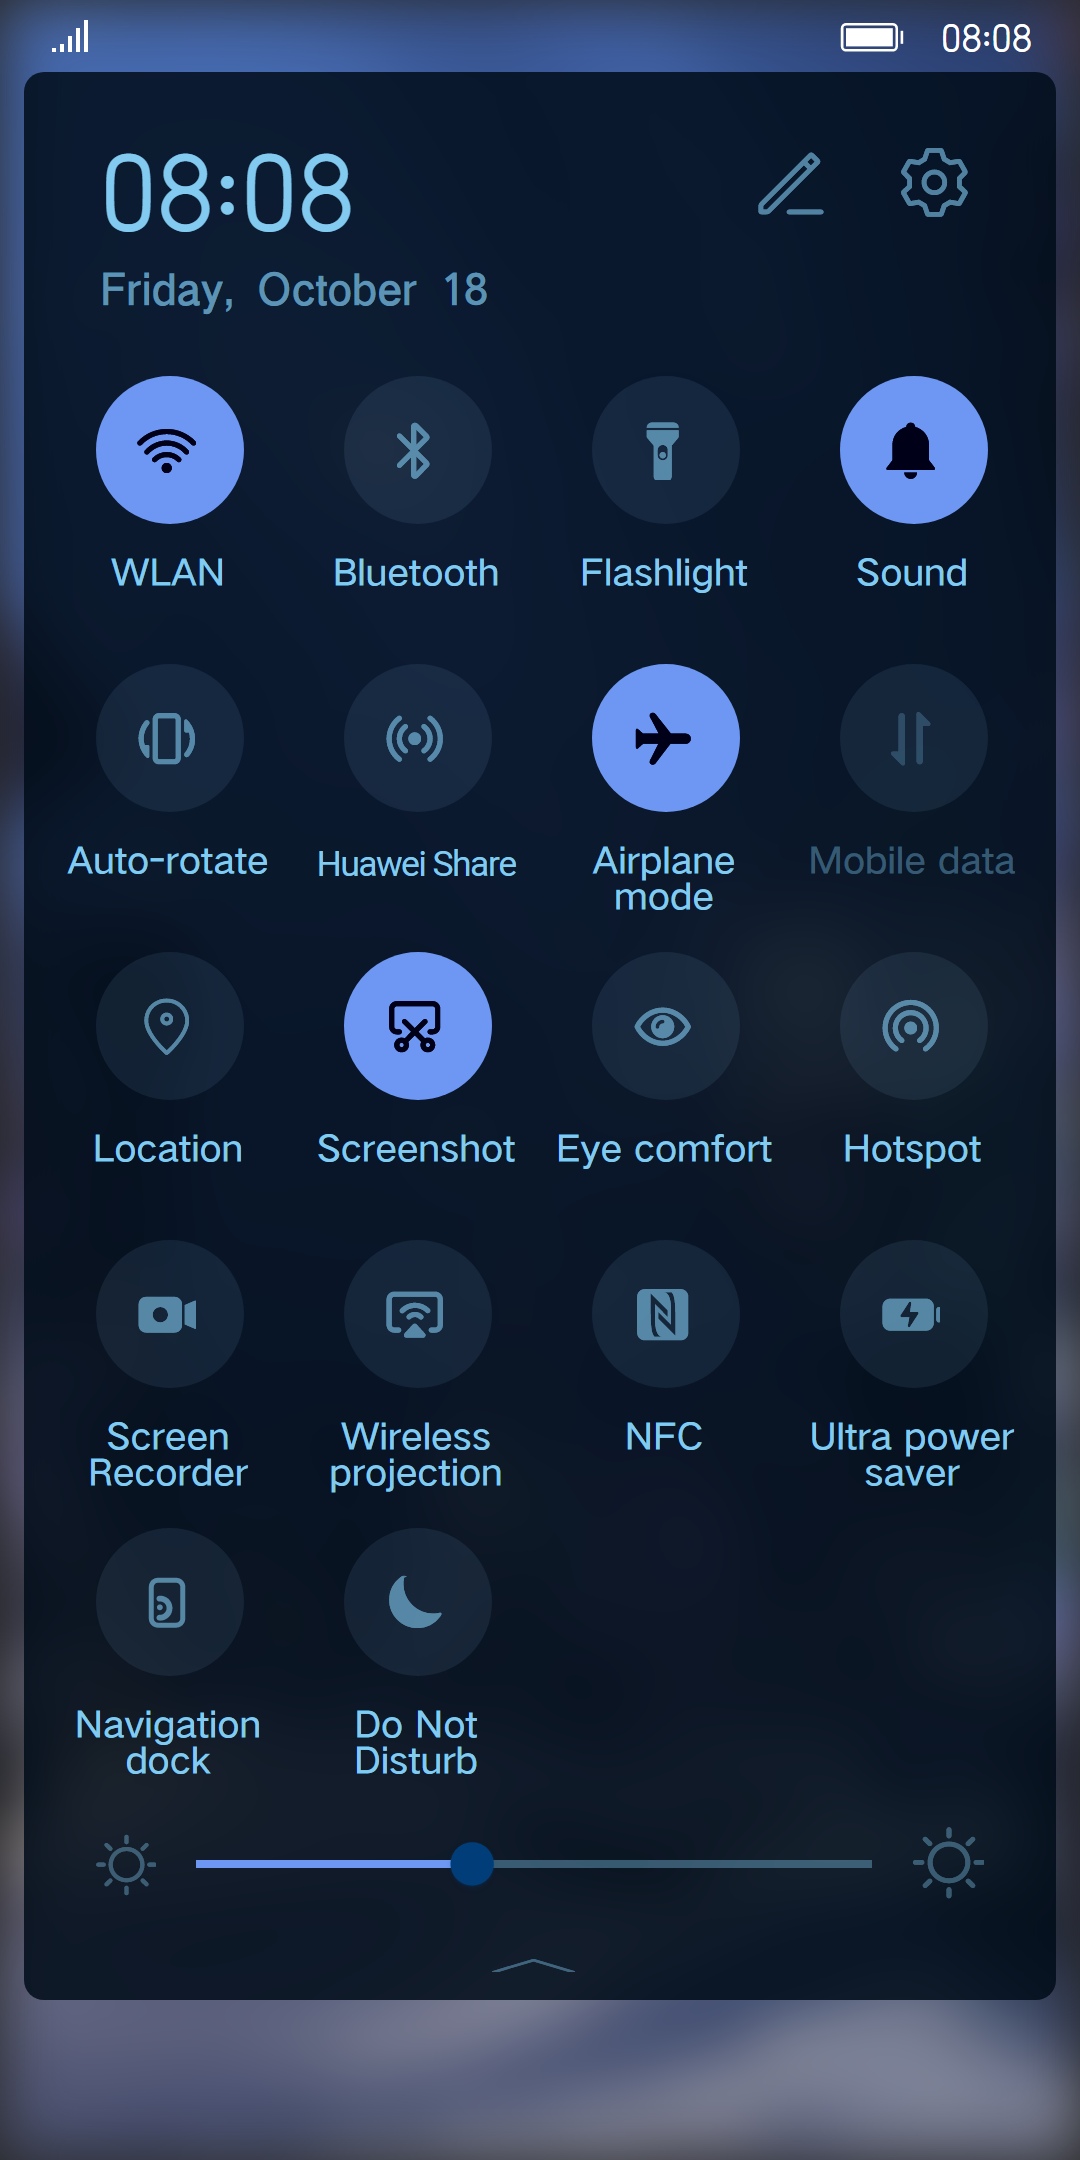 08:08
08:08
Friday, October 18
WLAN
Bluetooth
Flashlight
Sound
Auto-rotate
Huawei Share
Airplane
mode
Mobile data
Location
Screenshot
Eye comfort
Hotspot
Screen
Recorder
Wireless
projection
NFC
Ultra power
saver
Navigation
dock
Do Not
Disturb